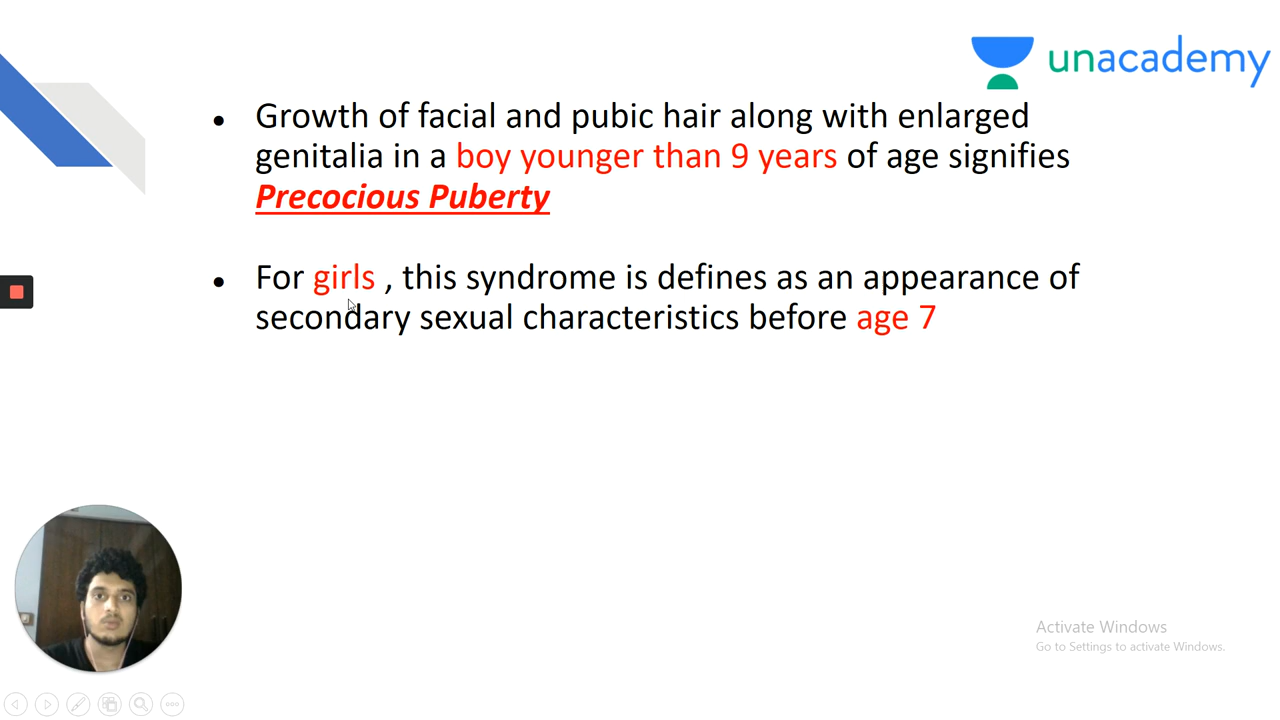 unacademy
Growth of facial and pubic hair along with enlarged
genitalia in a boy younger than 9 years of age signifies
Precocious Puberty
For girls , this syndrome is defines as an appearance of
secondary sexual characteristics before age 7
Activate Windows
Go to Settings to activate Windows.